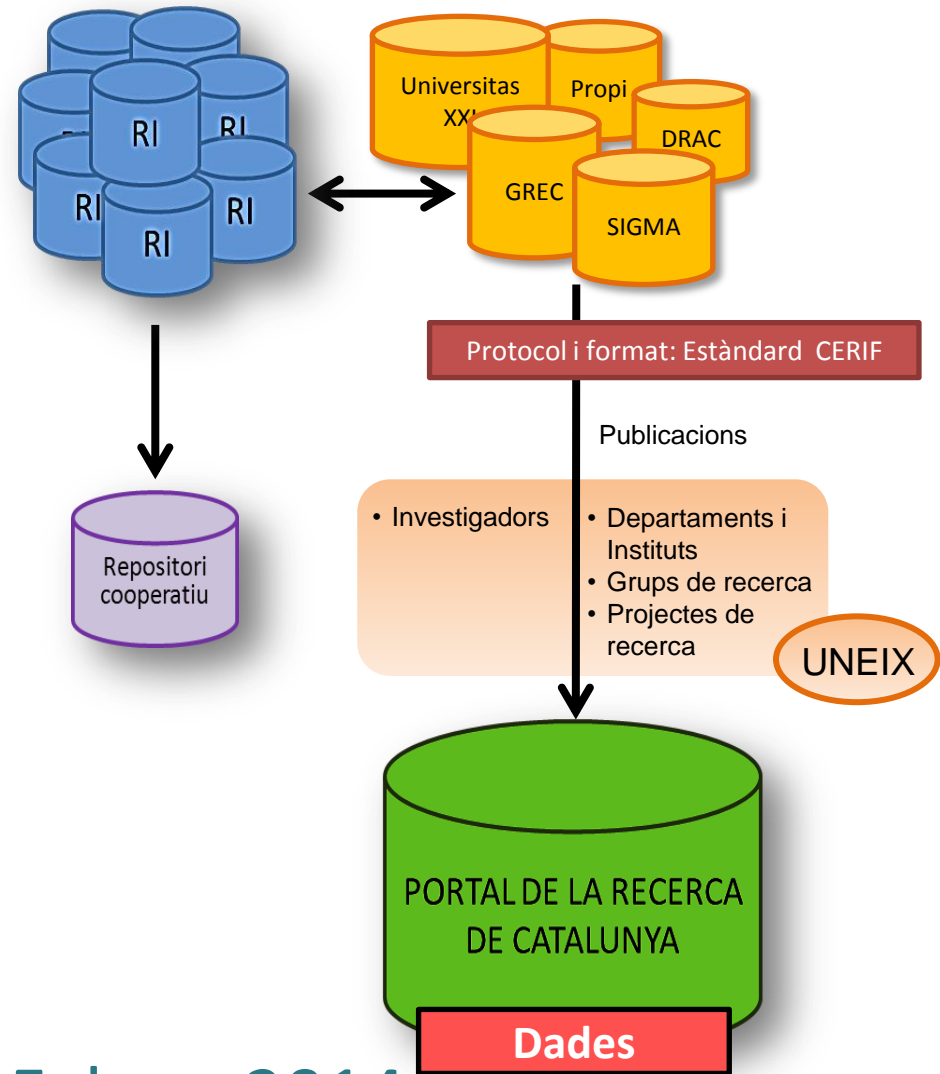 RI
RI
RI
RI
RI
Universitas
XXI
Propi
DRAC
GREC
SIGMA
Protocol i format: Estàndard CERIF
Publicacions
• Investigadors
• Departaments i
Instituts
• Grups de recerca
• Projectes de
recerca
UNEIX
Repositori
cooperatiu
PORTAL DE LA RECERCA
DE CATALUNYA
Dades